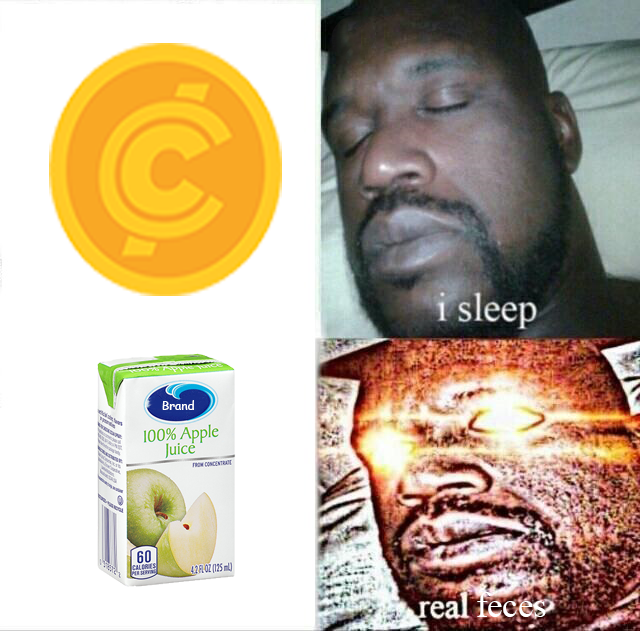 i sleep
Brand
100% Apple
Juice
FROM CONCENTRATE
60
CALORIES
PER SERVING
4.2 FL OZ (125 mL)
real feces